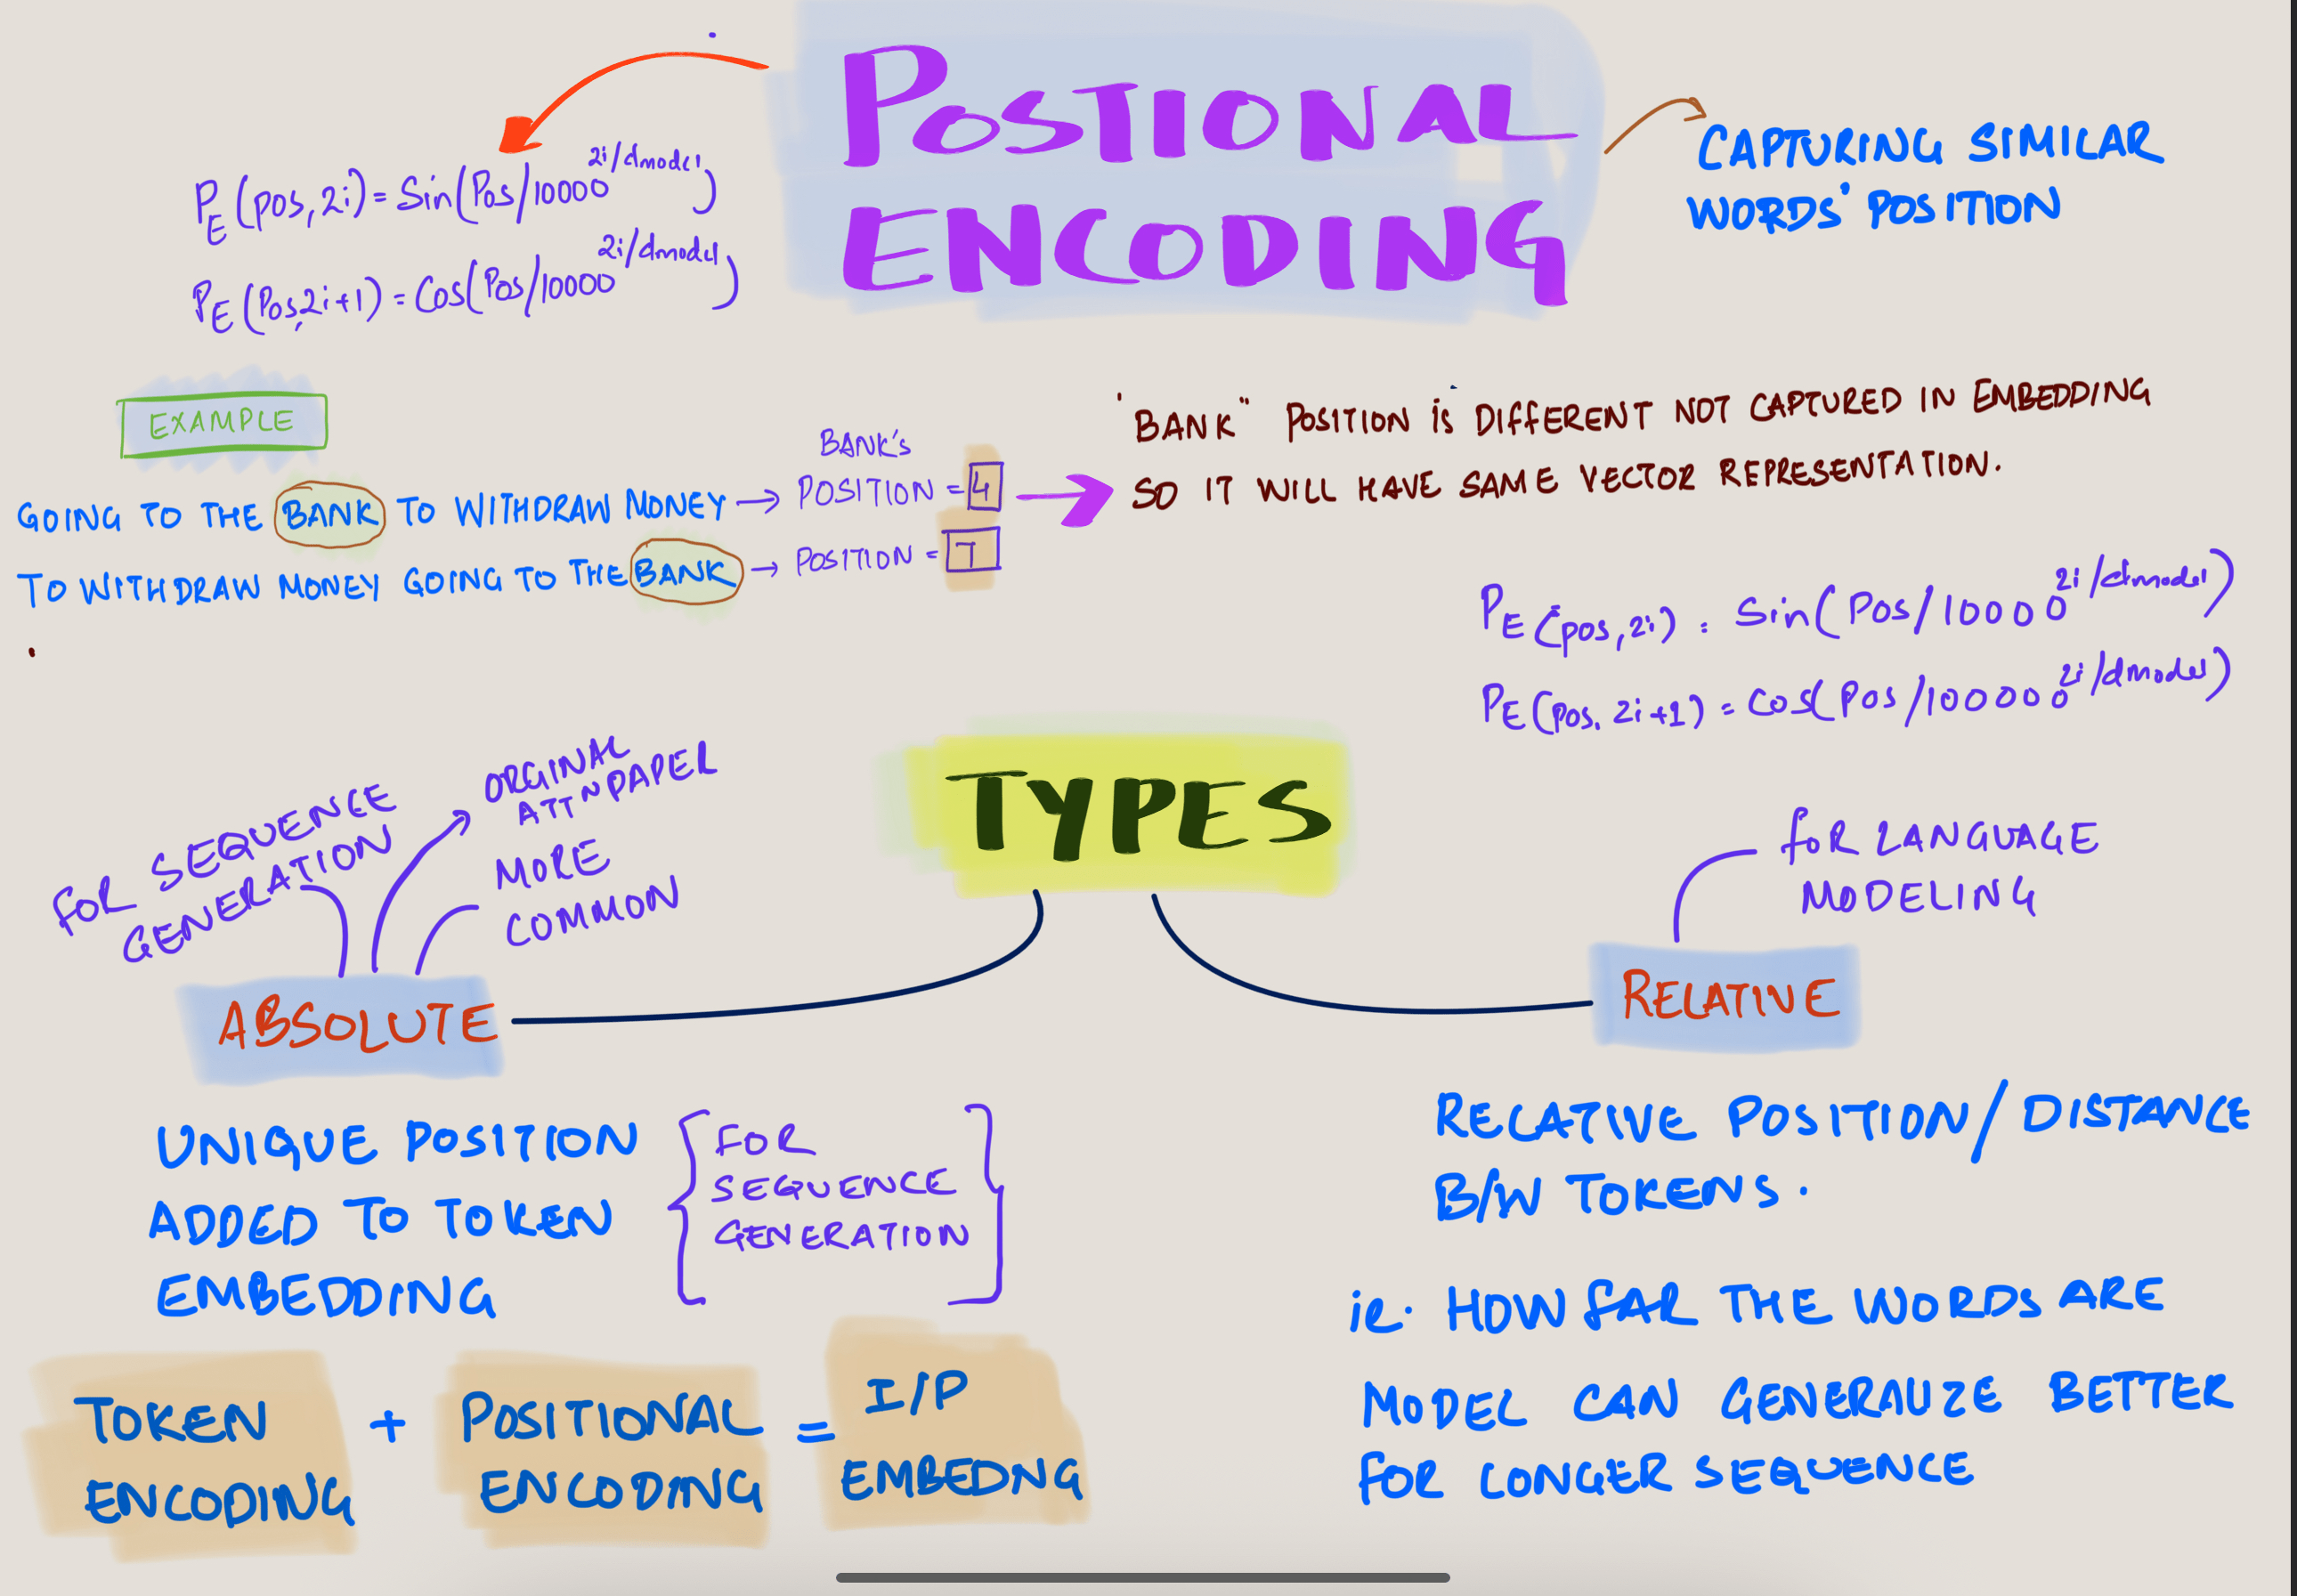 POSTIONAL
ENCODING
PE(pos, 2i) = Sin(Pos/10000^2i/dmodel)
PE(Pos, 2i+1) = Cos(Pos/10000^2i/dmodel)
CAPTURING SIMILAR
WORDS' POSITION
EXAMPLE
GOING TO THE BANK TO WITHDRAW MONEY → BANK's POSITION = 4
TO WITHDRAW MONEY GOING TO THE BANK → POSITION = 7
'BANK" POSITION is DIFFERENT NOT CAPTURED IN EMBEDDING
SO IT WILL HAVE SAME VECTOR REPRESENTATION.
PE(pos, 2i) = Sin(Pos/10000^2i/dmodel)
PE(pos, 2i+1) = Cos(Pos/100000^2i/dmodel)
TYPES
FOR SEQUENCE
GENERATION
ORGINAL
ATTN PAPER
MORE
COMMON
ABSOLUTE
UNIQUE POSITION
ADDED TO TOKEN
EMBEDDING
FOR
SEQUENCE
GENERATION
TOKEN
ENCODING
+
POSITIONAL
ENCODING
=
I/P
EMBEDNG
FOR LANGUAGE
MODELING
RELATIVE
RELATIVE POSITION/DISTANCE
B/W TOKENS.
ie. HOW FAR THE WORDS ARE
MODEL CAN GENERALIZE BETTER
FOR LONGER SEQUENCE